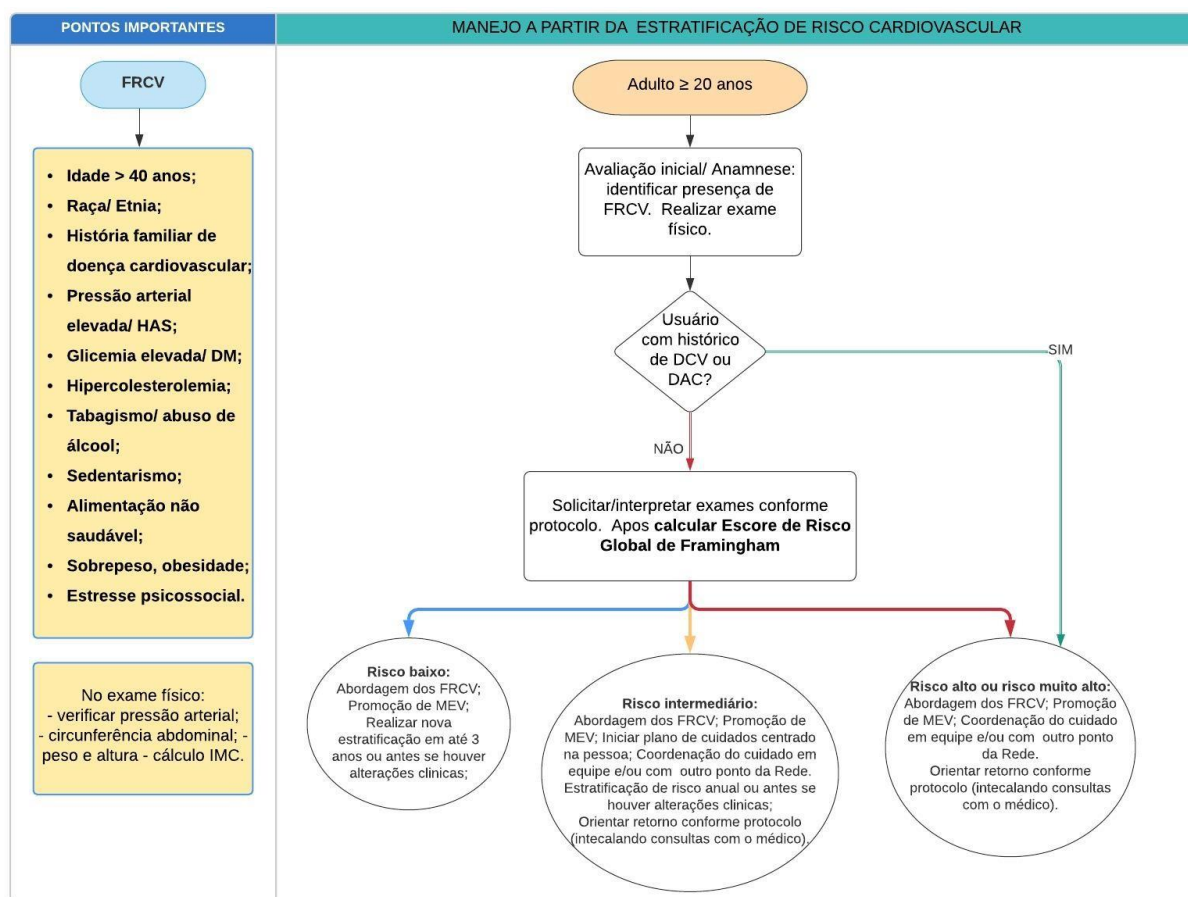 PONTOS IMPORTANTES
MANEJO A PARTIR DA  ESTRATIFICAÇÃO DE RISCO CARDIOVASCULAR
FRCV
• Idade > 40 anos;
• Raça/ Etnia;
• História familiar de
doença cardiovascular;
• Pressão arterial
elevada/ HAS;
• Glicemia elevada/ DM;
• Hipercolesterolemia;
• Tabagismo/ abuso de
álcool;
• Sedentarismo;
• Alimentação não
saudável;
• Sobrepeso, obesidade;
• Estresse psicossocial.
No exame físico:
- verificar pressão arterial;
- circunferência abdominal; -
peso e altura - cálculo IMC.
Adulto ≥ 20 anos
Avaliação inicial/ Anamnese:
identificar presença de
FRCV.  Realizar exame
físico.
Usuário
com histórico
de DCV ou
DAC?
SIM
NÃO
Solicitar/interpretar exames conforme
protocolo.  Apos calcular Escore de Risco
Global de Framingham
Risco baixo:
Abordagem dos FRCV;
Promoção de MEV;
Realizar nova
estratificação em até 3
anos ou antes se houver
alterações clinicas;
Risco intermediário:
Abordagem dos FRCV; Promoção de
MEV; Iniciar plano de cuidados centrado
na pessoa; Coordenação do cuidado em
equipe e/ou com  outro ponto da Rede.
Estratificação de risco anual ou antes se
houver alterações clinicas;
Orientar retorno conforme protocolo
(intecalando consultas com o médico).
Risco alto ou risco muito alto:
Abordagem dos FRCV; Promoção
de MEV; Coordenação do cuidado
em equipe e/ou com  outro ponto
da Rede.
Orientar retorno conforme
protocolo (intecalando consultas
com o médico).